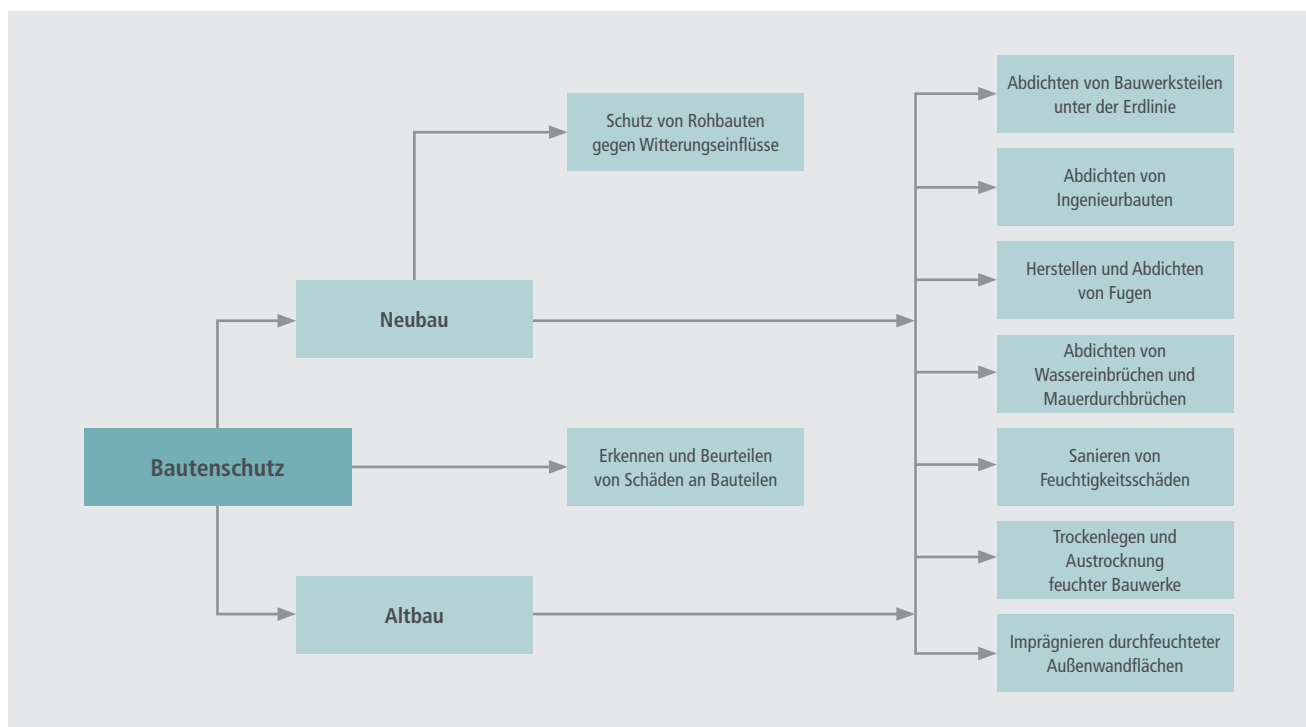 Bautenschutz
Neubau
Altbau
Schutz von Rohbauten
gegen Witterungseinflüsse
Erkennen und Beurteilen
von Schäden an Bauteilen
Abdichten von Bauwerksteilen
unter der Erdlinie
Abdichten von
Ingenieurbauten
Herstellen und Abdichten
von Fugen
Abdichten von
Wassereinbrüchen und
Mauerdurchbrüchen
Sanieren von
Feuchtigkeitsschäden
Trockenlegen und
Austrocknung
feuchter Bauwerke
Imprägnieren durchfeuchteter
Außenwandflächen